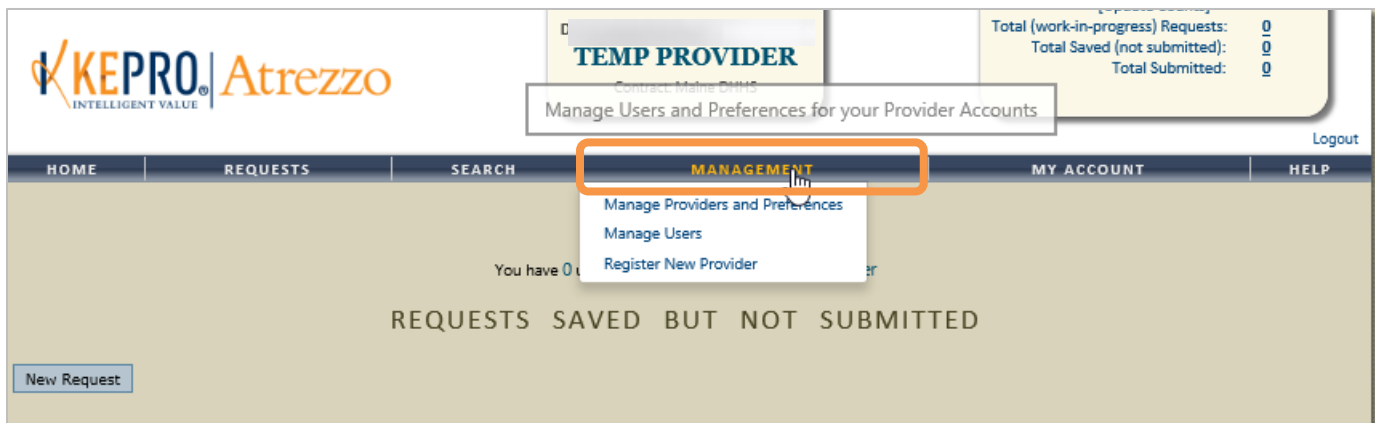 Total (work-in-progress) Requests: 0
Total Saved (not submitted): 0
Total Submitted: 0
KEPRO® Atrezzo
INTELLIGENT VALUE
D
TEMP PROVIDER
Contract: Maine DHHS
Manage Users and Preferences for your Provider Accounts
Logout
HOME REQUESTS SEARCH MANAGEMENT MY ACCOUNT HELP
Manage Providers and Preferences
Manage Users
Register New Provider
You have 0
REQUESTS SAVED BUT NOT SUBMITTED
New Request